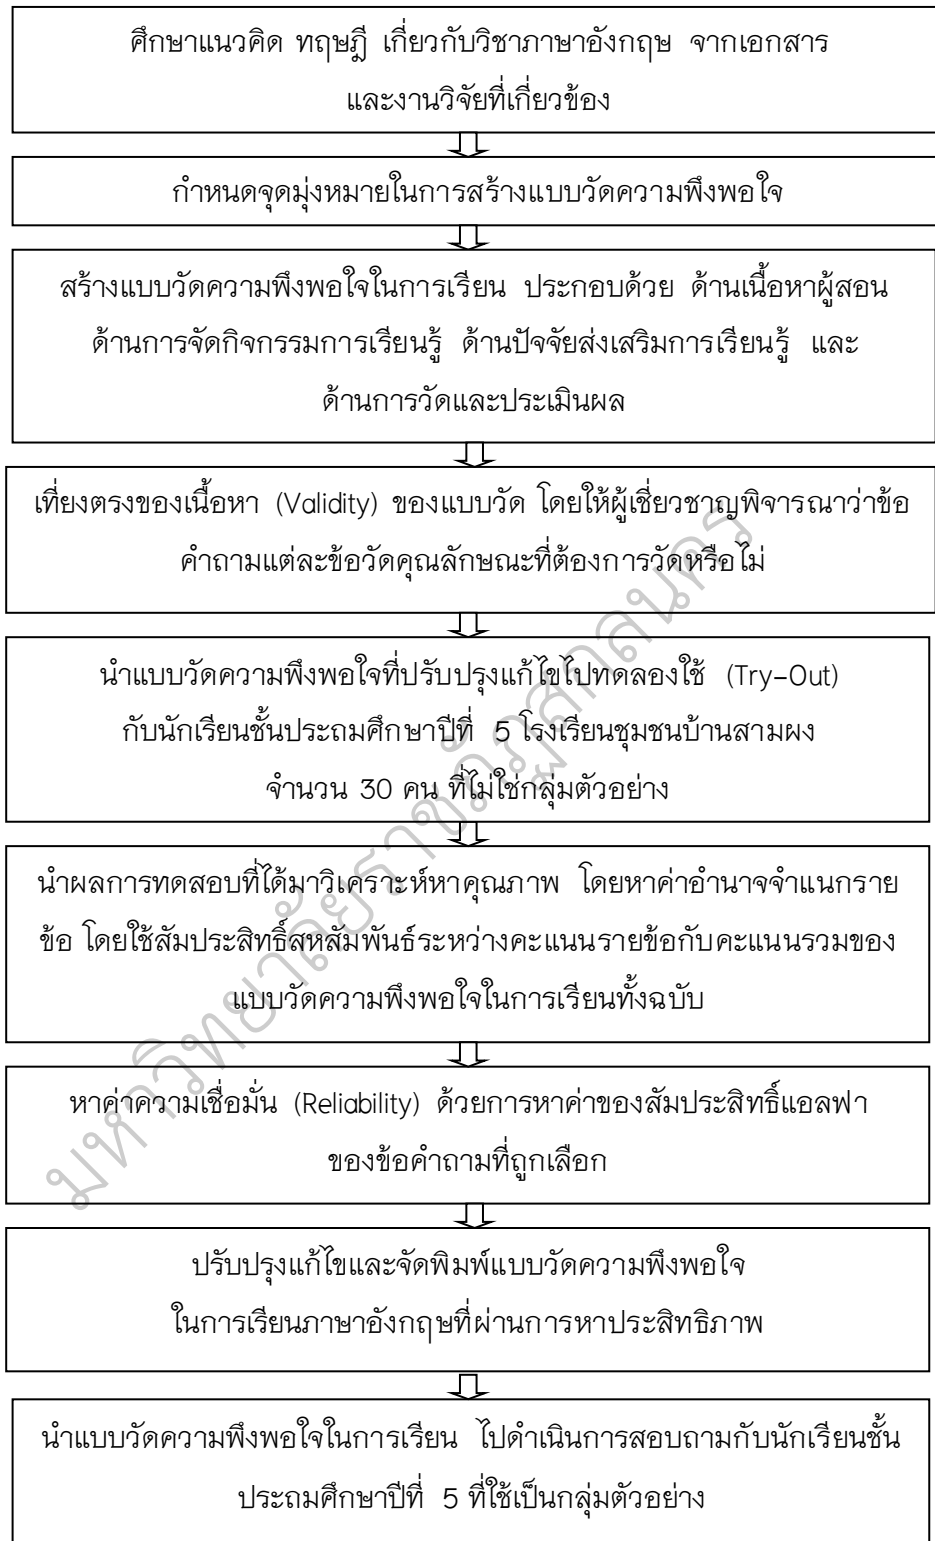 ศึกษาแนวคิด ทฤษฎี เกี่ยวกับวิชาภาษาอังกฤษ จากเอกสาร
และงานวิจัยที่เกี่ยวข้อง
กำหนดจุดมุ่งหมายในการสร้างแบบวัดความพึงพอใจ
สร้างแบบวัดความพึงพอใจในการเรียน ประกอบด้วย ด้านเนื้อหาผู้สอน
ด้านการจัดกิจกรรมการเรียนรู้ ด้านปัจจัยส่งเสริมการเรียนรู้ และ
ด้านการวัดและประเมินผล
เที่ยงตรงของเนื้อหา (Validity) ของแบบวัด โดยให้ผู้เชี่ยวชาญพิจารณาว่าข้อ
คำถามแต่ละข้อวัดคุณลักษณะที่ต้องการวัดหรือไม่
นำแบบวัดความพึงพอใจที่ปรับปรุงแก้ไขไปทดลองใช้ (Try-Out)
กับนักเรียนชั้นประถมศึกษาปีที่ 5 โรงเรียนชุมชนบ้านสามผง
จำนวน 30 คน ที่ไม่ใช่กลุ่มตัวอย่าง
นำผลการทดสอบที่ได้มาวิเคราะห์หาคุณภาพ โดยหาค่าอำนาจจำแนกราย
ข้อ โดยใช้สัมประสิทธิ์สหสัมพันธ์ระหว่างคะแนนรายข้อกับคะแนนรวมของ
แบบวัดความพึงพอใจในการเรียนทั้งฉบับ
หาค่าความเชื่อมั่น (Reliability) ด้วยการหาค่าของสัมประสิทธิ์แอลฟา
ของข้อคำถามที่ถูกเลือก
ปรับปรุงแก้ไขและจัดพิมพ์แบบวัดความพึงพอใจ
ในการเรียนภาษาอังกฤษที่ผ่านการหาประสิทธิภาพ
นำแบบวัดความพึงพอใจในการเรียน ไปดำเนินการสอบถามกับนักเรียนชั้น
ประถมศึกษาปีที่ 5 ที่ใช้เป็นกลุ่มตัวอย่าง
มหาวิทยาลัยราชภัฏสกลนคร